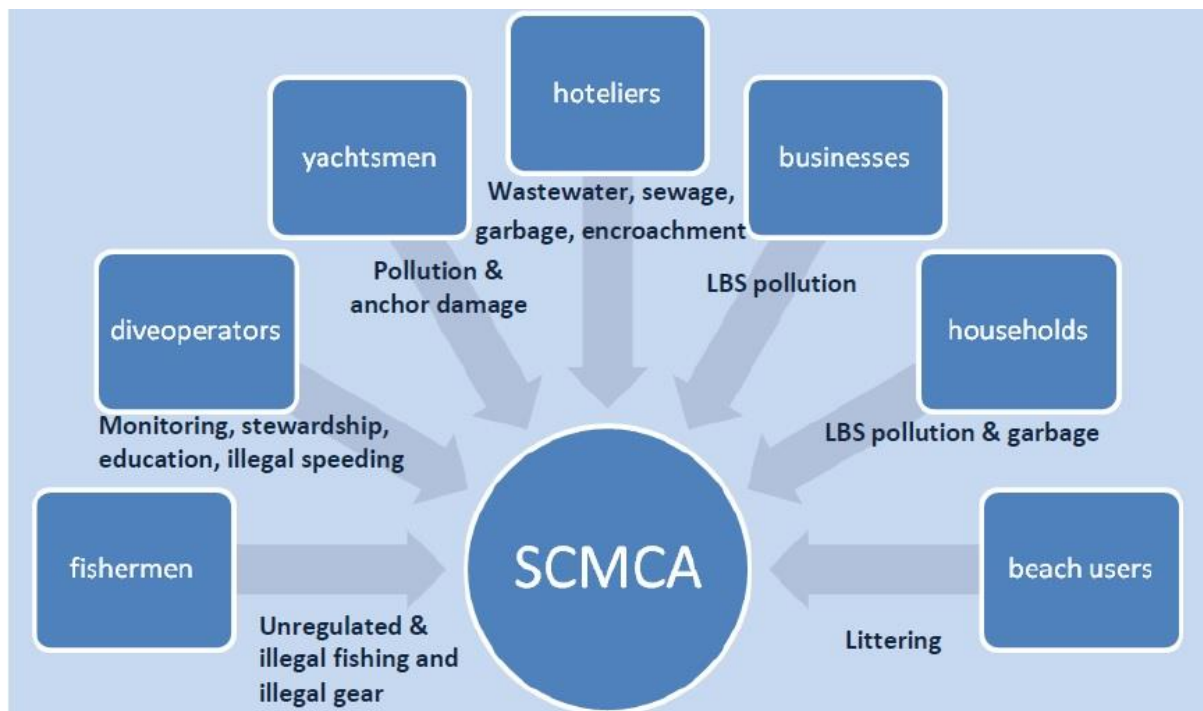 hoteliers
yachtsmen
businesses
Wastewater, sewage,
garbage, encroachment
Pollution &
anchor damage
LBS pollution
diveoperators
households
Monitoring, stewardship,
education, illegal speeding
LBS pollution & garbage
fishermen
SCMCA
beach users
Unregulated &
illegal fishing and
illegal gear
Littering